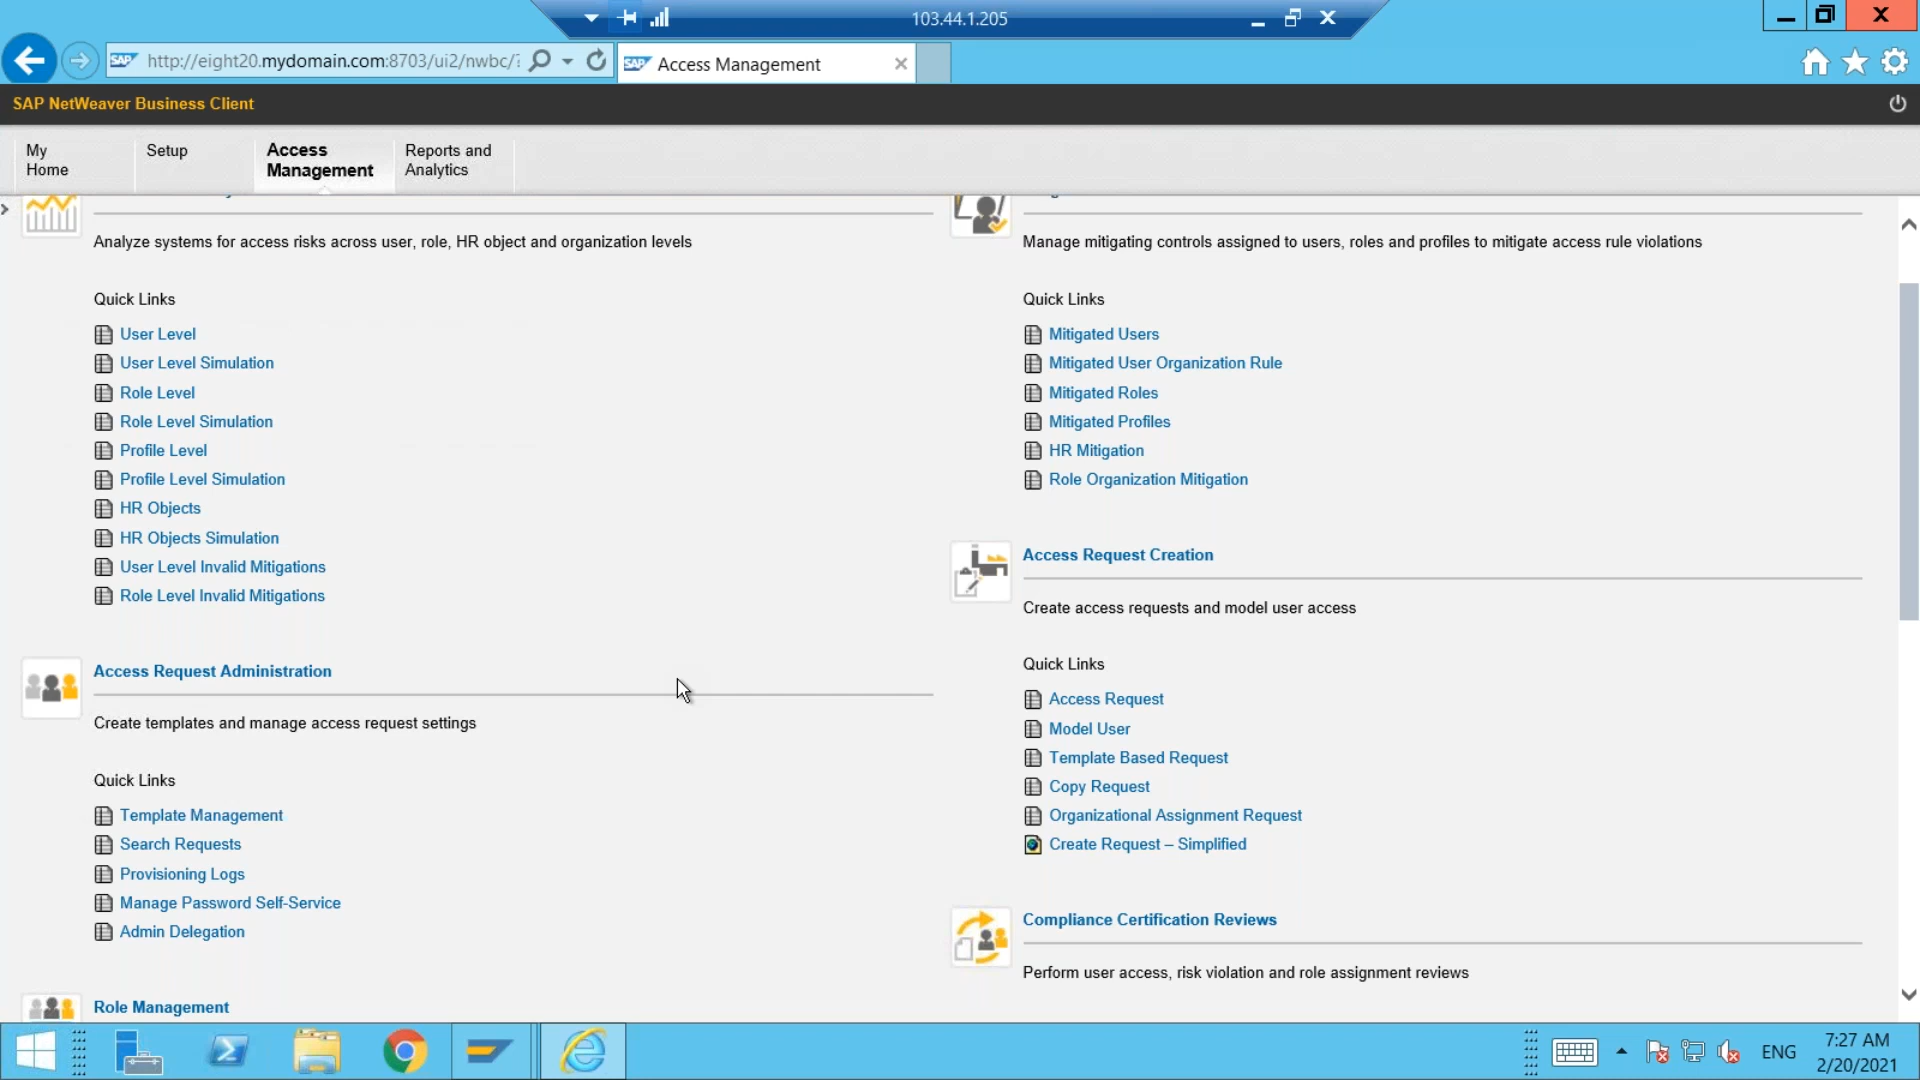 103.44.1.205
http://eight20.mydomain.com:8703/ui2/nwbc/
SAP Access Management
SAP NetWeaver Business Client
My Home
Setup
Access Management
Reports and Analytics
Analyze systems for access risks across user, role, HR object and organization levels
Quick Links
User Level
User Level Simulation
Role Level
Role Level Simulation
Profile Level
Profile Level Simulation
HR Objects
HR Objects Simulation
User Level Invalid Mitigations
Role Level Invalid Mitigations
Access Request Administration
Create templates and manage access request settings
Quick Links
Template Management
Search Requests
Provisioning Logs
Manage Password Self-Service
Admin Delegation
Role Management
Manage mitigating controls assigned to users, roles and profiles to mitigate access rule violations
Quick Links
Mitigated Users
Mitigated User Organization Rule
Mitigated Roles
Mitigated Profiles
HR Mitigation
Role Organization Mitigation
Access Request Creation
Create access requests and model user access
Quick Links
Access Request
Model User
Template Based Request
Copy Request
Organizational Assignment Request
Create Request – Simplified
Compliance Certification Reviews
Perform user access, risk violation and role assignment reviews
ENG
7:27 AM
2/20/2021